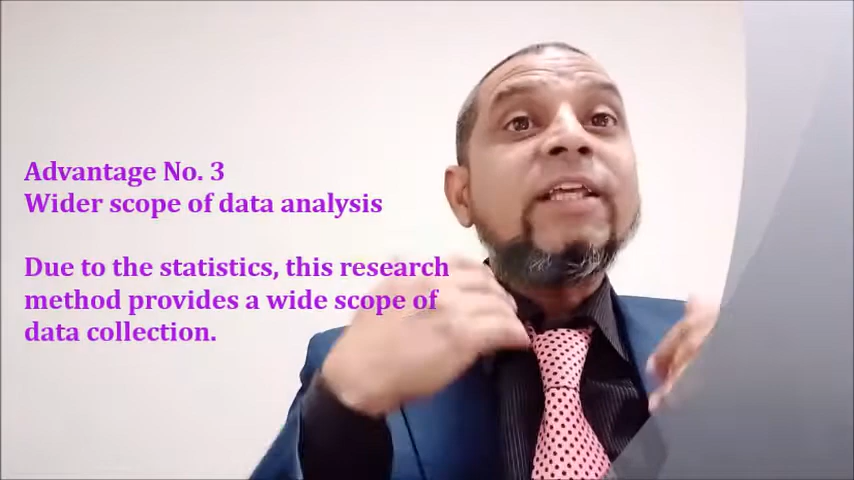 Advantage No. 3
Wider scope of data analysis
Due to the statistics, this research
method provides a wide scope of
data collection.